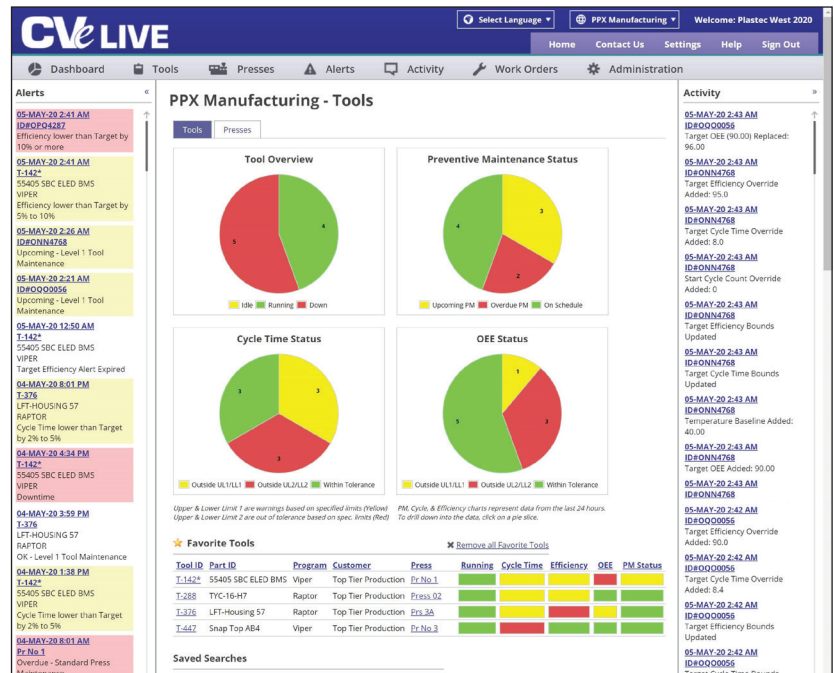 CVe LIVE
Select Language ▼
PPX Manufacturing ▼
Welcome: Plastec West 2020
Home Contact Us Settings Help Sign Out
Dashboard Tools Presses Alerts Activity Work Orders Administration
Alerts «
05-MAY-20 2:41 AM
ID#OPQ4287
Efficiency lower than Target by
10% or more
05-MAY-20 2:41 AM
T-142*
55405 SBC ELED BMS
VIPER
Efficiency lower than Target by
5% to 10%
05-MAY-20 2:26 AM
ID#ONN4768
Upcoming - Level 1 Tool
Maintenance
05-MAY-20 2:21 AM
ID#OQO0056
Upcoming - Level 1 Tool
Maintenance
05-MAY-20 12:50 AM
T-142*
55405 SBC ELED BMS
VIPER
Target Efficiency Alert Expired
04-MAY-20 8:01 PM
T-376
LFT-HOUSING 57
RAPTOR
Cycle Time lower than Target
by 2% to 5%
04-MAY-20 4:34 PM
T-142*
55405 SBC ELED BMS
VIPER
Downtime
04-MAY-20 3:59 PM
T-376
LFT-HOUSING 57
RAPTOR
OK - Level 1 Tool Maintenance
04-MAY-20 1:38 PM
T-142*
55405 SBC ELED BMS
VIPER
Cycle Time lower than Target
by 2% to 5%
04-MAY-20 8:01 AM
Pr No 1
Overdue - Standard Press
Maintenance
PPX Manufacturing - Tools
Tools Presses
Tool Overview
5
4
Idle Running Down
Preventive Maintenance Status
4
3
2
Upcoming PM Overdue PM On Schedule
Cycle Time Status
3
3
3
Outside UL1/LL1 Outside UL2/LL2 Within Tolerance
OEE Status
1
5
3
Outside UL1/LL1 Outside UL2/LL2 Within Tolerance
Upper & Lower Limit 1 are warnings based on specified limits (Yellow)
Upper & Lower Limit 2 are out of tolerance based on spec. limits (Red)
PM, Cycle, & Efficiency charts represent data from the last 24 hours.
To drill down into the data, click on a pie slice.
Favorite Tools
Remove all Favorite Tools
Tool ID Part ID Program Customer Press Running Cycle Time Efficiency OEE PM Status
T-142* 55405 SBC ELED BMS Viper Top Tier Production Pr No 1
T-288 TYC-16-H7 Raptor Top Tier Production Press 02
T-376 LFT-Housing 57 Raptor Top Tier Production Prs 3A
T-447 Snap Top AB4 Viper Top Tier Production Pr No 3
Saved Searches
Activity »
05-MAY-20 2:43 AM
ID#OQO0056
Target OEE (90.00) Replaced:
96.00
05-MAY-20 2:43 AM
ID#ONN4768
Target Efficiency Override
Added: 95.0
05-MAY-20 2:43 AM
ID#ONN4768
Target Cycle Time Override
Added: 8.0
05-MAY-20 2:43 AM
ID#ONN4768
Start Cycle Count Override
Added: 0
05-MAY-20 2:43 AM
ID#ONN4768
Target Efficiency Bounds
Updated
05-MAY-20 2:43 AM
ID#ONN4768
Target Cycle Time Bounds
Updated
05-MAY-20 2:43 AM
ID#ONN4768
Temperature Baseline Added:
40.00
05-MAY-20 2:43 AM
ID#ONN4768
Target OEE Added: 90.00
05-MAY-20 2:43 AM
ID#ONN4768
05-MAY-20 2:42 AM
ID#OQO0056
Target Efficiency Override
Added: 90.0
05-MAY-20 2:42 AM
ID#OQO0056
Target Cycle Time Override
Added: 8.4
05-MAY-20 2:42 AM
ID#OQO0056
Target Efficiency Bounds
Updated
05-MAY-20 2:42 AM
ID#OQO0056
Target Cycle Time Bounds